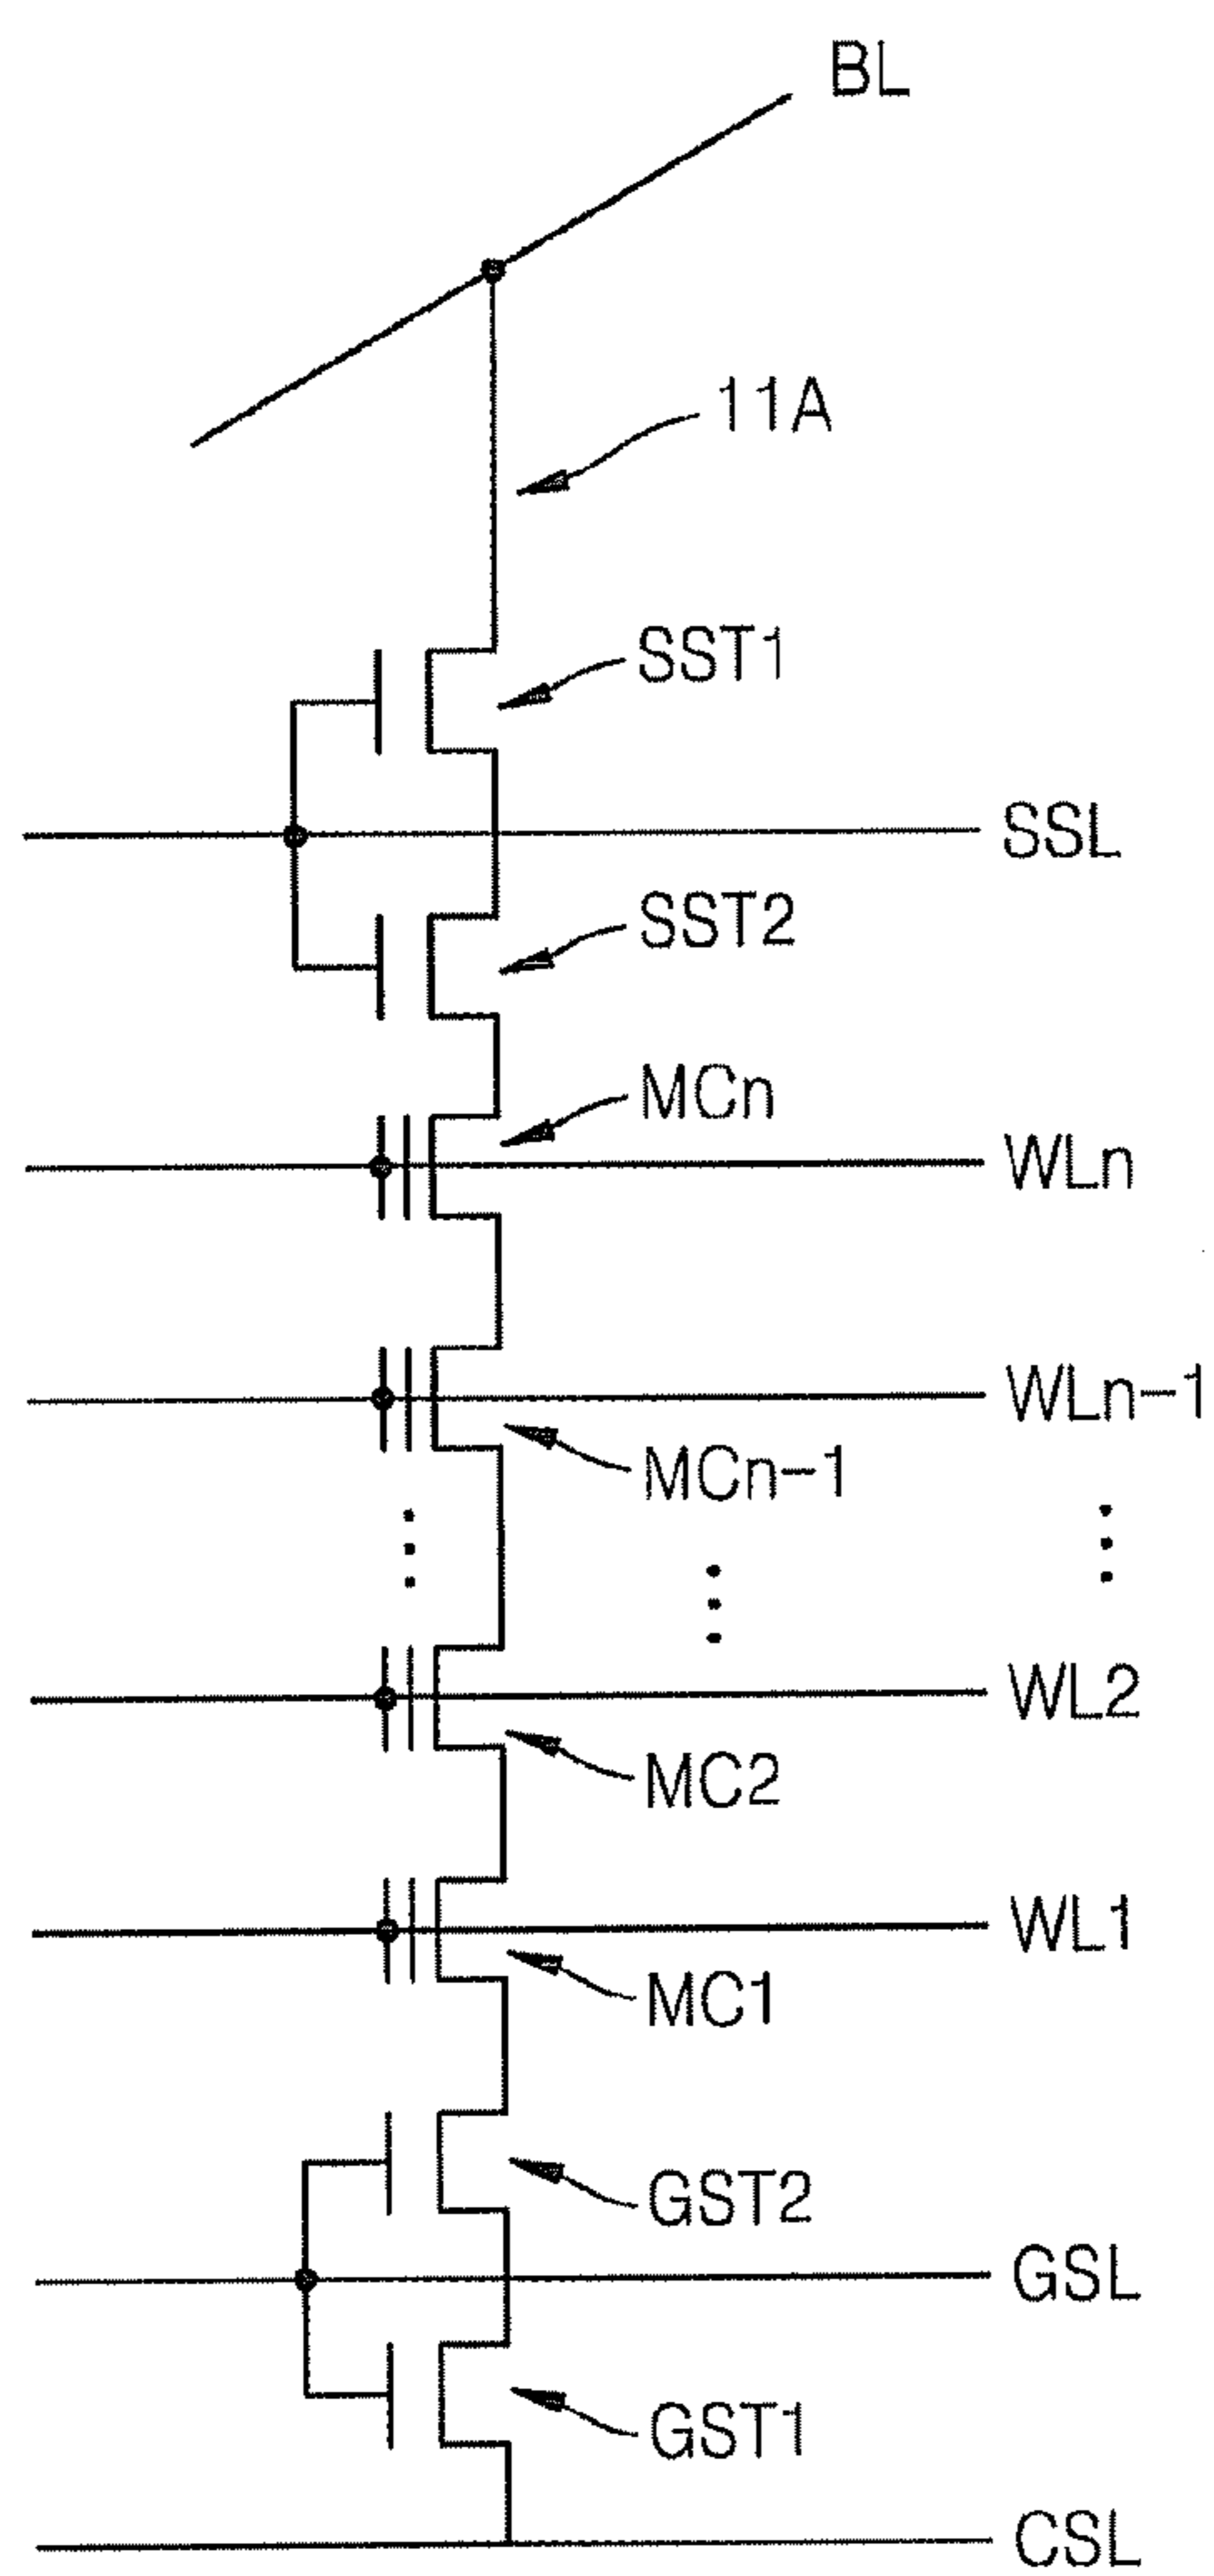 BL
11A
SST1
SSL
SST2
MCn
WLn
WLn-1
MCn-1
WL2
MC2
WL1
MC1
GST2
GSL
GST1
CSL